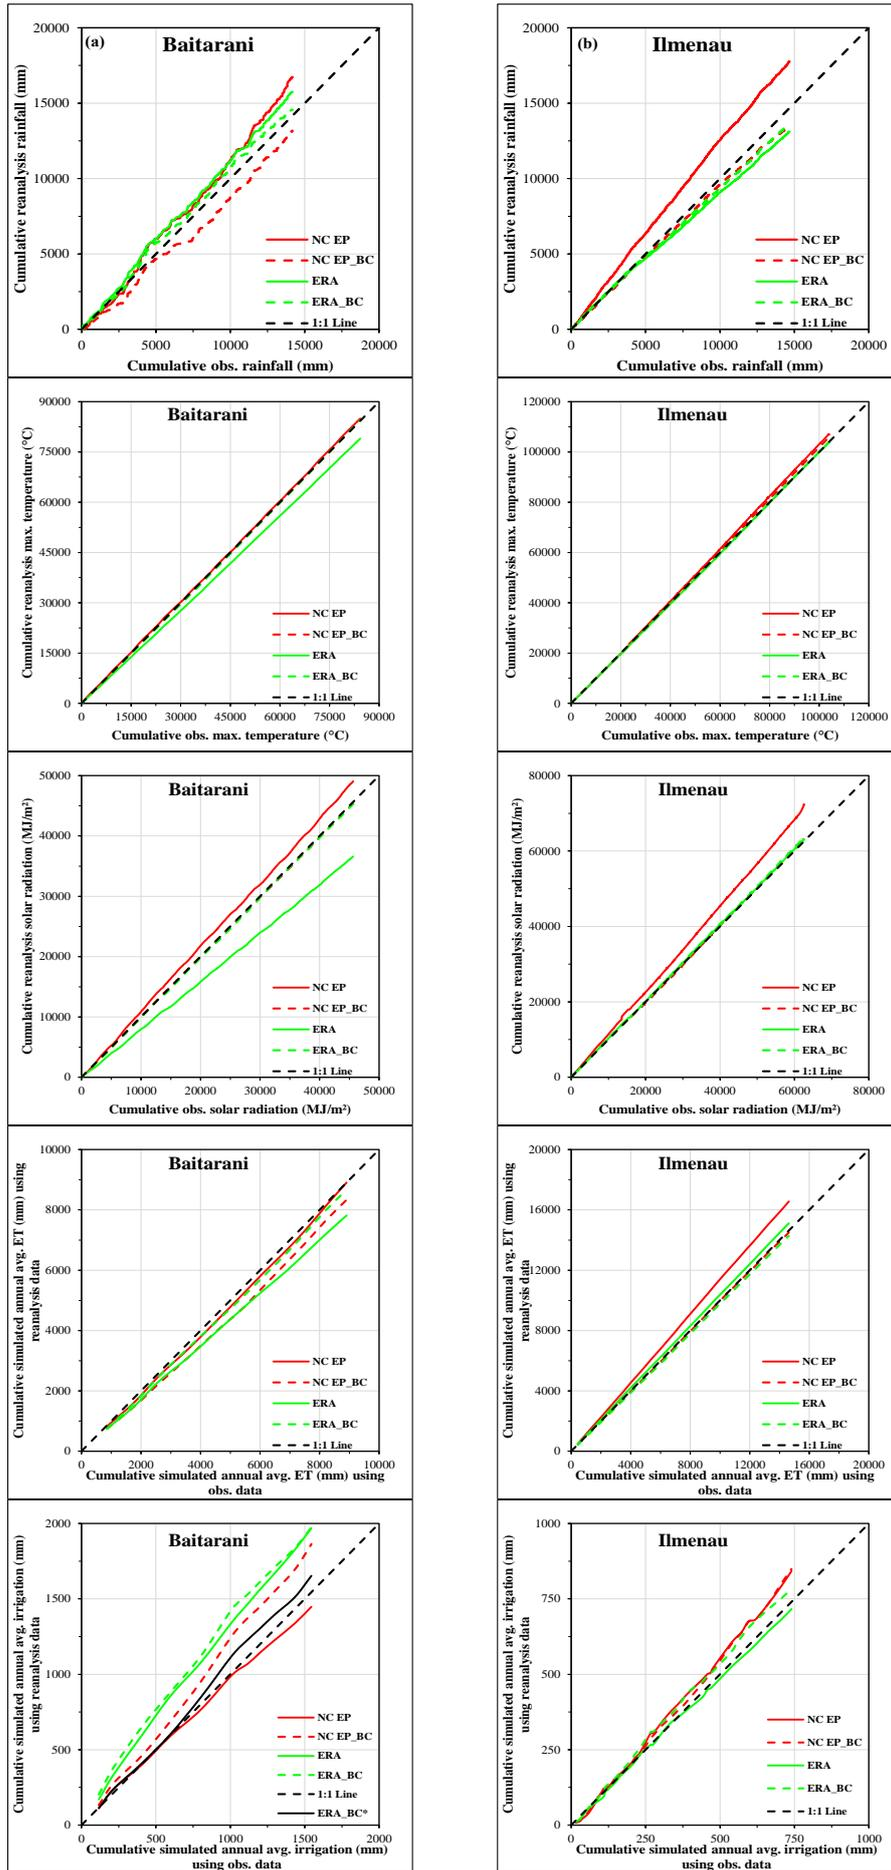 (a)
Baitarani
Cumulative reanalysis rainfall (mm)
20000
15000
10000
5000
0
NC EP
NC EP_BC
ERA
ERA_BC
1:1 Line
0 5000 10000 15000 20000
Cumulative obs. rainfall (mm)
(b)
Ilmenau
Cumulative reanalysis rainfall (mm)
20000
15000
10000
5000
0
NC EP
NC EP_BC
ERA
ERA_BC
1:1 Line
0 5000 10000 15000 20000
Cumulative obs. rainfall (mm)
Baitarani
Cumulative reanalysis max. temperature (°C)
90000
75000
60000
45000
30000
15000
0
NC EP
NC EP_BC
ERA
ERA_BC
1:1 Line
0 15000 30000 45000 60000 75000 90000
Cumulative obs. max. temperature (°C)
Ilmenau
Cumulative reanalysis max. temperature (°C)
120000
100000
80000
60000
40000
20000
0
NC EP
NC EP_BC
ERA
ERA_BC
1:1 Line
0 20000 40000 60000 80000 100000 120000
Cumulative obs. max. temperature (°C)
Baitarani
Cumulative reanalysis solar radiation (MJ/m²)
50000
40000
30000
20000
10000
0
NC EP
NC EP_BC
ERA
ERA_BC
1:1 Line
0 10000 20000 30000 40000 50000
Cumulative obs. solar radiation (MJ/m²)
Ilmenau
Cumulative reanalysis solar radiation (MJ/m²)
80000
60000
40000
20000
0
NC EP
NC EP_BC
ERA
ERA_BC
1:1 Line
0 20000 40000 60000 80000
Cumulative obs. solar radiation (MJ/m²)
Baitarani
Cumulative simulated annual avg. ET (mm) using
reanalysis data
10000
8000
6000
4000
2000
0
NC EP
NC EP_BC
ERA
ERA_BC
1:1 Line
0 2000 4000 6000 8000 10000
Cumulative simulated annual avg. ET (mm) using
obs. data
Ilmenau
Cumulative simulated annual avg. ET (mm) using
reanalysis data
20000
16000
12000
8000
4000
0
NC EP
NC EP_BC
ERA
ERA_BC
1:1 Line
0 4000 8000 12000 16000 20000
Cumulative simulated annual avg. ET (mm) using
obs. data
Baitarani
Cumulative simulated annual avg. irrigation (mm)
using reanalysis data
2000
1500
1000
500
0
NC EP
NC EP_BC
ERA
ERA_BC
1:1 Line
ERA_BC*
0 500 1000 1500 2000
Cumulative simulated annual avg. irrigation (mm)
using obs. data
Ilmenau
Cumulative simulated annual avg. irrigation (mm)
using reanalysis data
1000
750
500
250
0
NC EP
NC EP_BC
ERA
ERA_BC
1:1 Line
0 250 500 750 1000
Cumulative simulated annual avg. irrigation (mm)
using obs. data